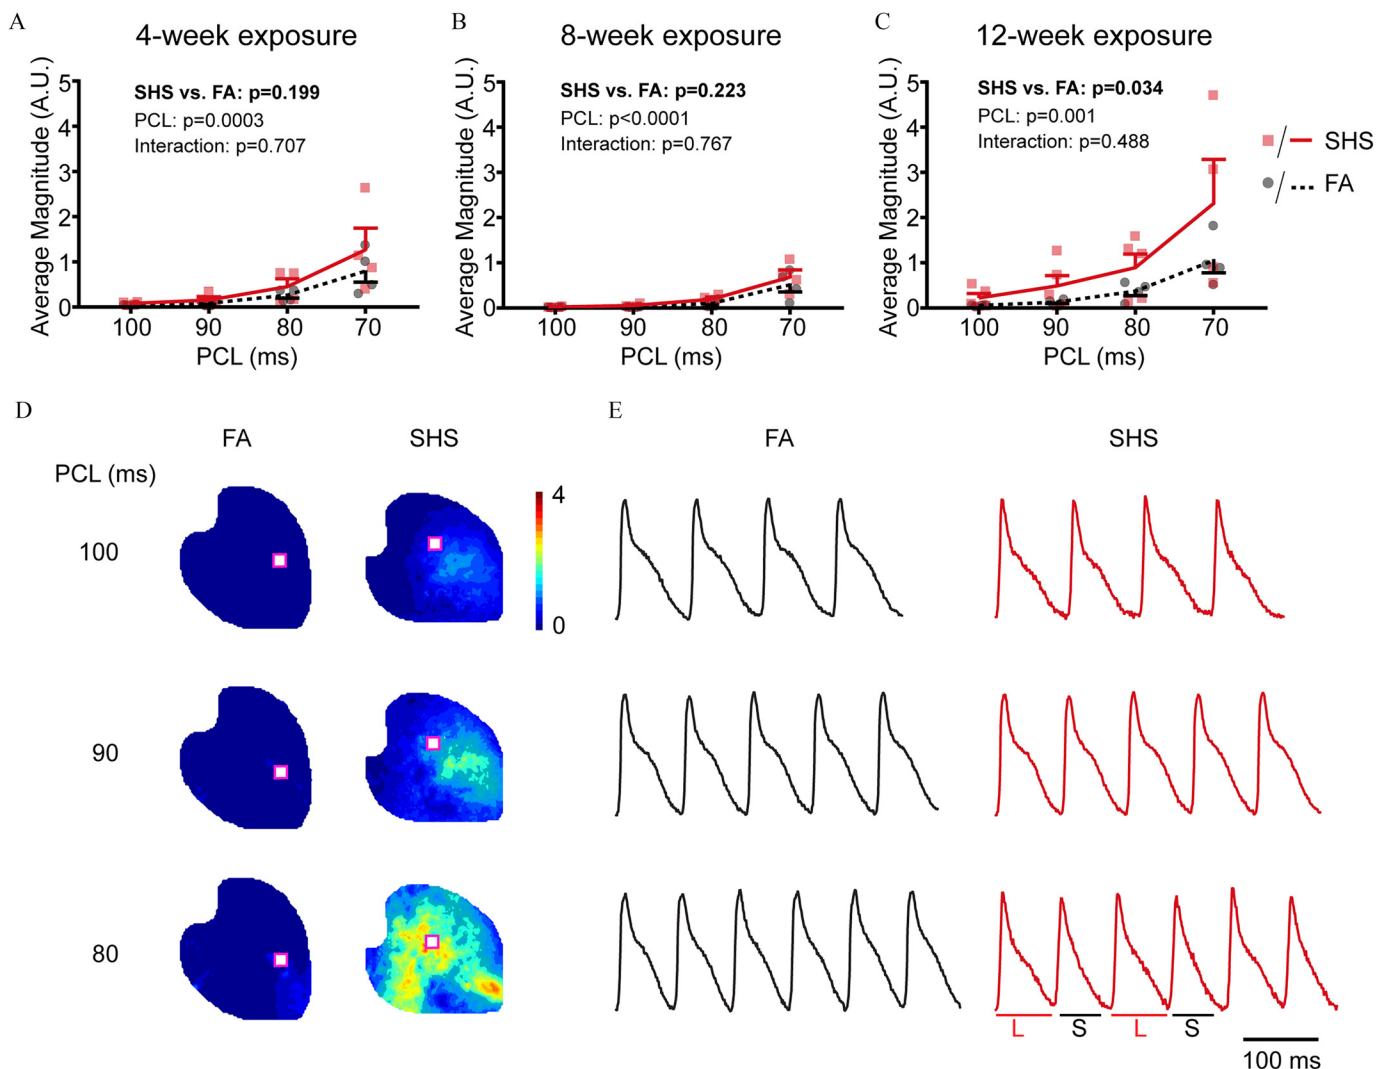 A
4-week exposure
SHS vs. FA: p=0.199
PCL: p=0.0003
Interaction: p=0.707
Average Magnitude (A.U.)
5
4
3
2
1
0
100 90 80 70
PCL (ms)
B
8-week exposure
SHS vs. FA: p=0.223
PCL: p<0.0001
Interaction: p=0.767
Average Magnitude (A.U.)
5
4
3
2
1
0
100 90 80 70
PCL (ms)
C
12-week exposure
SHS vs. FA: p=0.034
PCL: p=0.001
Interaction: p=0.488
Average Magnitude (A.U.)
5
4
3
2
1
0
100 90 80 70
PCL (ms)
/ SHS
/ FA
D
FA SHS
PCL (ms)
100
90
80
4
0
E
FA SHS
L S L S
100 ms